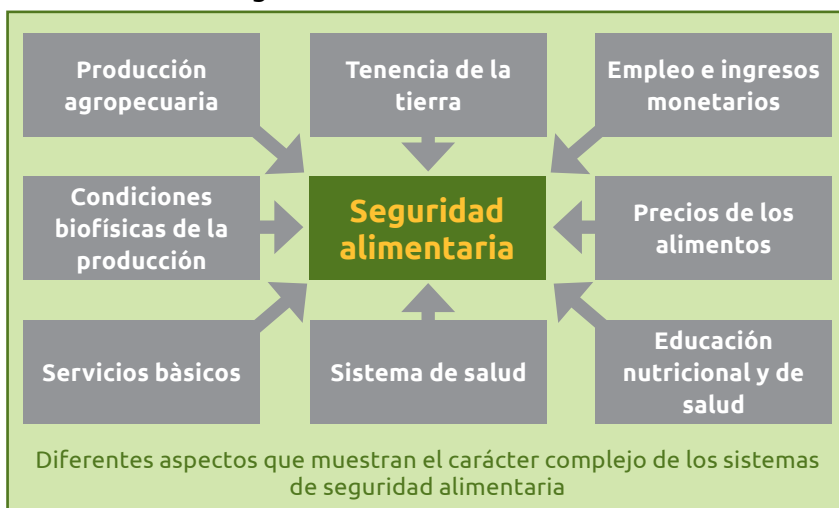 Producción
agropecuaria
Tenencia de la
tierra
Empleo e ingresos
monetarios
Condiciones
biofísicas de la
producción
Seguridad
alimentaria
Precios de los
alimentos
Servicios bàsicos
Sistema de salud
Educación
nutricional y de
salud
Diferentes aspectos que muestran el carácter complejo de los sistemas
de seguridad alimentaria